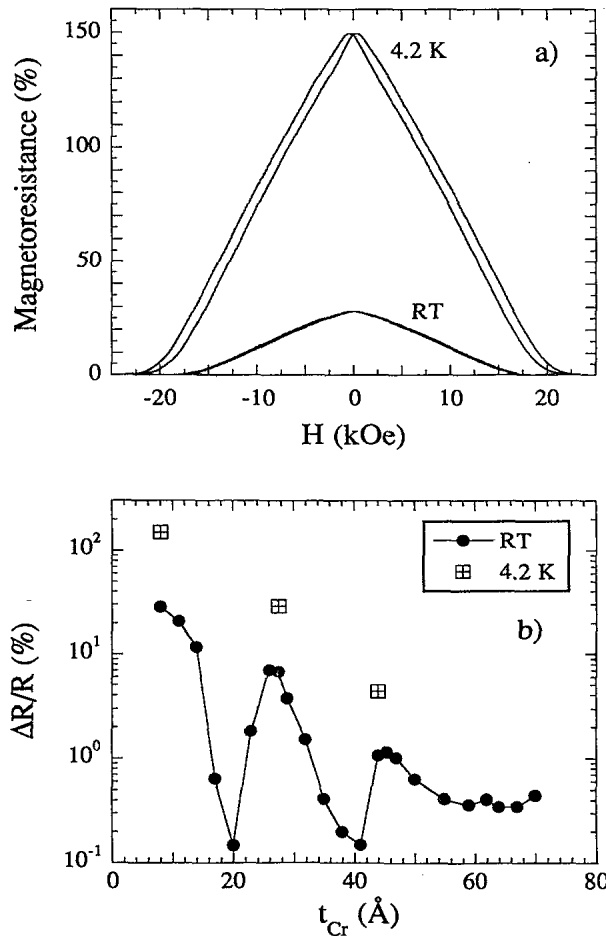 Magnetoresistance (%)
150
100
50
0
4.2 K
a)
RT
-20 -10 0 10 20
H (kOe)
ΔR/R (%)
10²
10¹
10⁰
10⁻¹
RT
4.2 K
b)
0 20 40 60 80
t_Cr (Å)